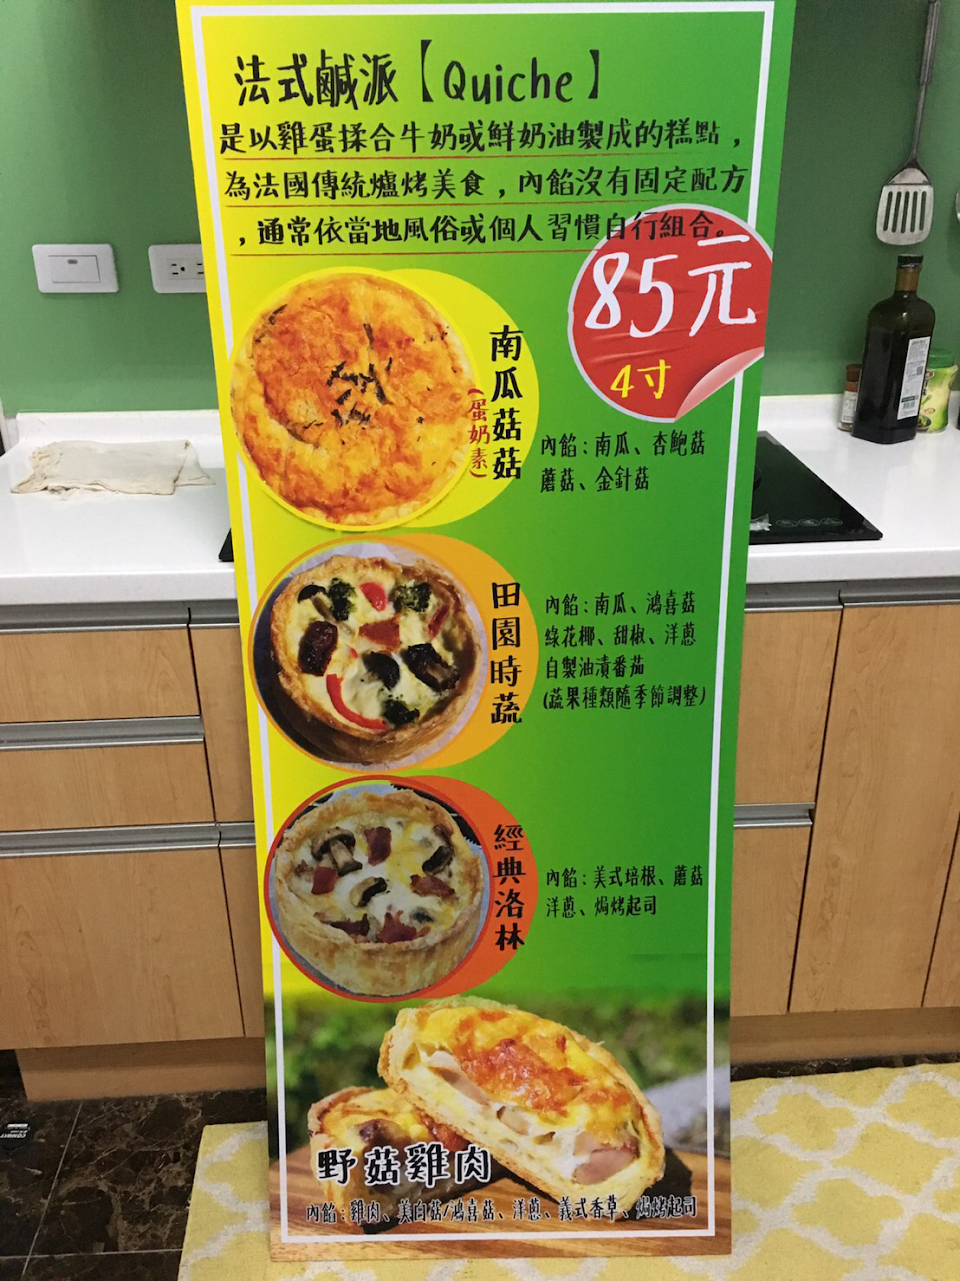 法式鹹派【Quiche】
是以雞蛋揉合牛奶或鮮奶油製成的糕點，
為法國傳統爐烤美食，內餡沒有固定配方
，通常依當地風俗或個人習慣自行組合。
85元
4寸
南瓜菇菇
(蛋奶素)
內餡：南瓜、杏鮑菇
蘑菇、金針菇
田園時蔬
內餡：南瓜、鴻喜菇
綠花椰、甜椒、洋蔥
自製油漬番茄
(蔬果種類隨季節調整)
經典洛林
內餡：美式培根、蘑菇
洋蔥、焗烤起司
野菇雞肉
內餡：雞肉、美白菇/鴻喜菇、洋蔥、義式香草、焗烤起司